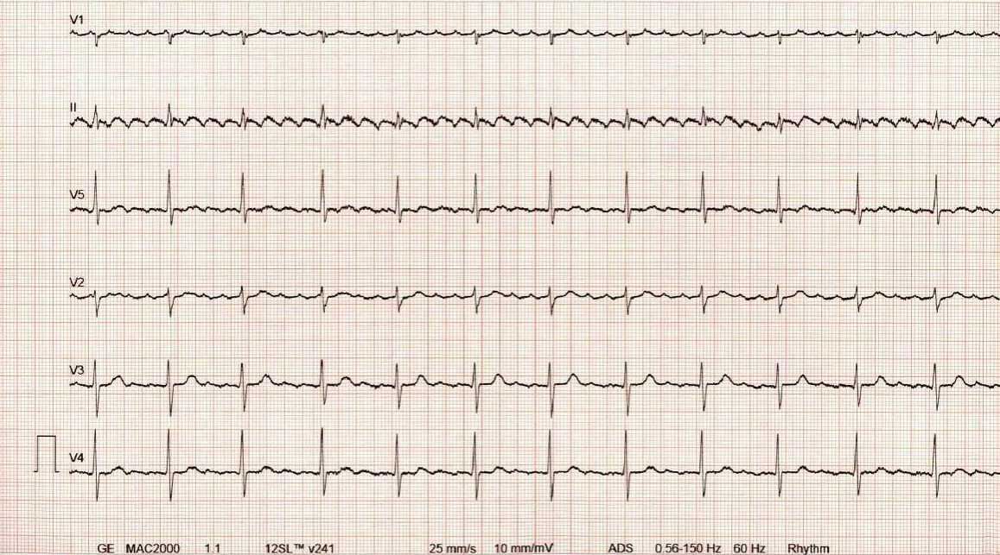 V1
II
V5
V2
V3
V4
GE MAC2000 1.1 12SL™ v241 25 mm/s 10 mm/mV ADS 0.56-150 Hz 60 Hz Rhythm